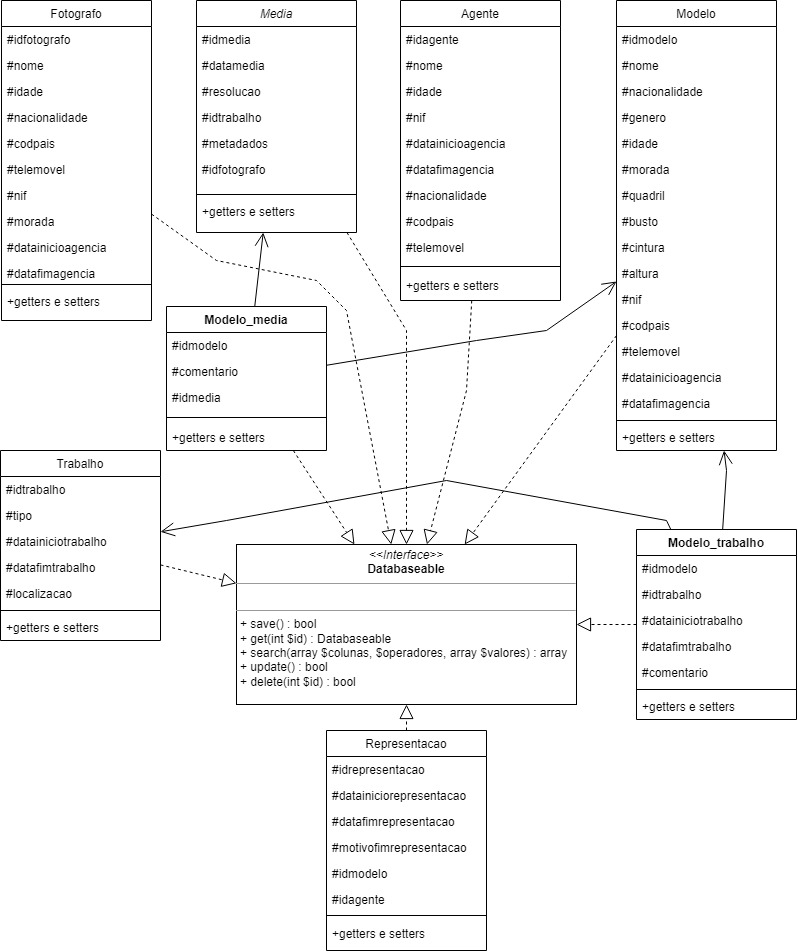 Fotografo
#idfotografo
#nome
#idade
#nacionalidade
#codpais
#telemovel
#nif
#morada
#datainicioagencia
#datafimagencia
+getters e setters
Media
#idmedia
#datamedia
#resolucao
#idtrabalho
#metadados
#idfotografo
+getters e setters
Agente
#idagente
#nome
#idade
#nif
#datainicioagencia
#datafimagencia
#nacionalidade
#codpais
#telemovel
+getters e setters
Modelo
#idmodelo
#nome
#nacionalidade
#genero
#idade
#morada
#quadril
#busto
#cintura
#altura
#nif
#codpais
#telemovel
#datainicioagencia
#datafimagencia
+getters e setters
Modelo_media
#idmodelo
#comentario
#idmedia
+getters e setters
Trabalho
#idtrabalho
#tipo
#datainiciotrabalho
#datafimtrabalho
#localizacao
+getters e setters
<<Interface>>
Databaseable
+ save() : bool
+ get(int $id) : Databaseable
+ search(array $colunas, $operadores, array $valores) : array
+ update() : bool
+ delete(int $id) : bool
Modelo_trabalho
#idmodelo
#idtrabalho
#datainiciotrabalho
#datafimtrabalho
#comentario
+getters e setters
Representacao
#idrepresentacao
#datainiciorepresentacao
#datafimrepresentacao
#motivofimrepresentacao
#idmodelo
#idagente
+getters e setters